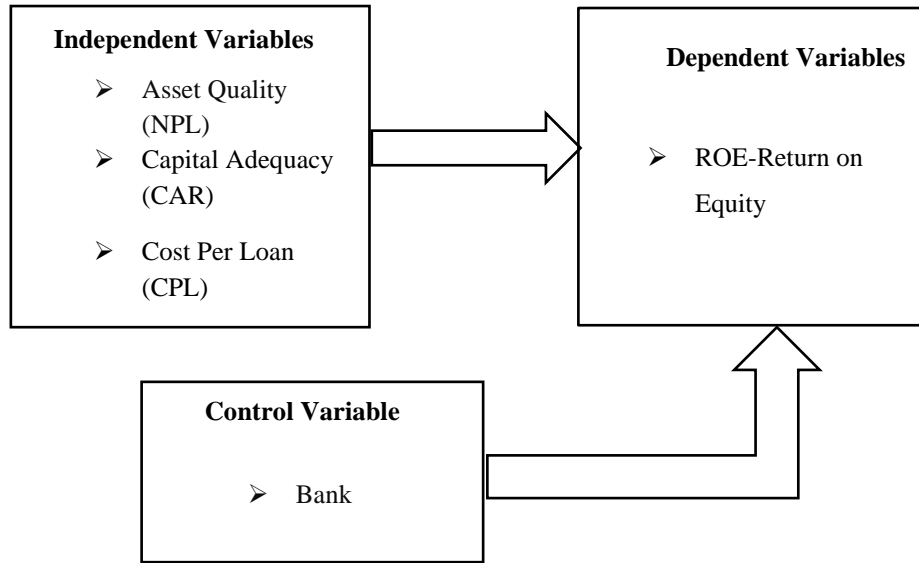 Independent Variables
➢ Asset Quality
(NPL)
➢ Capital Adequacy
(CAR)
➢ Cost Per Loan
(CPL)
Dependent Variables
➢ ROE-Return on
Equity
Control Variable
➢ Bank